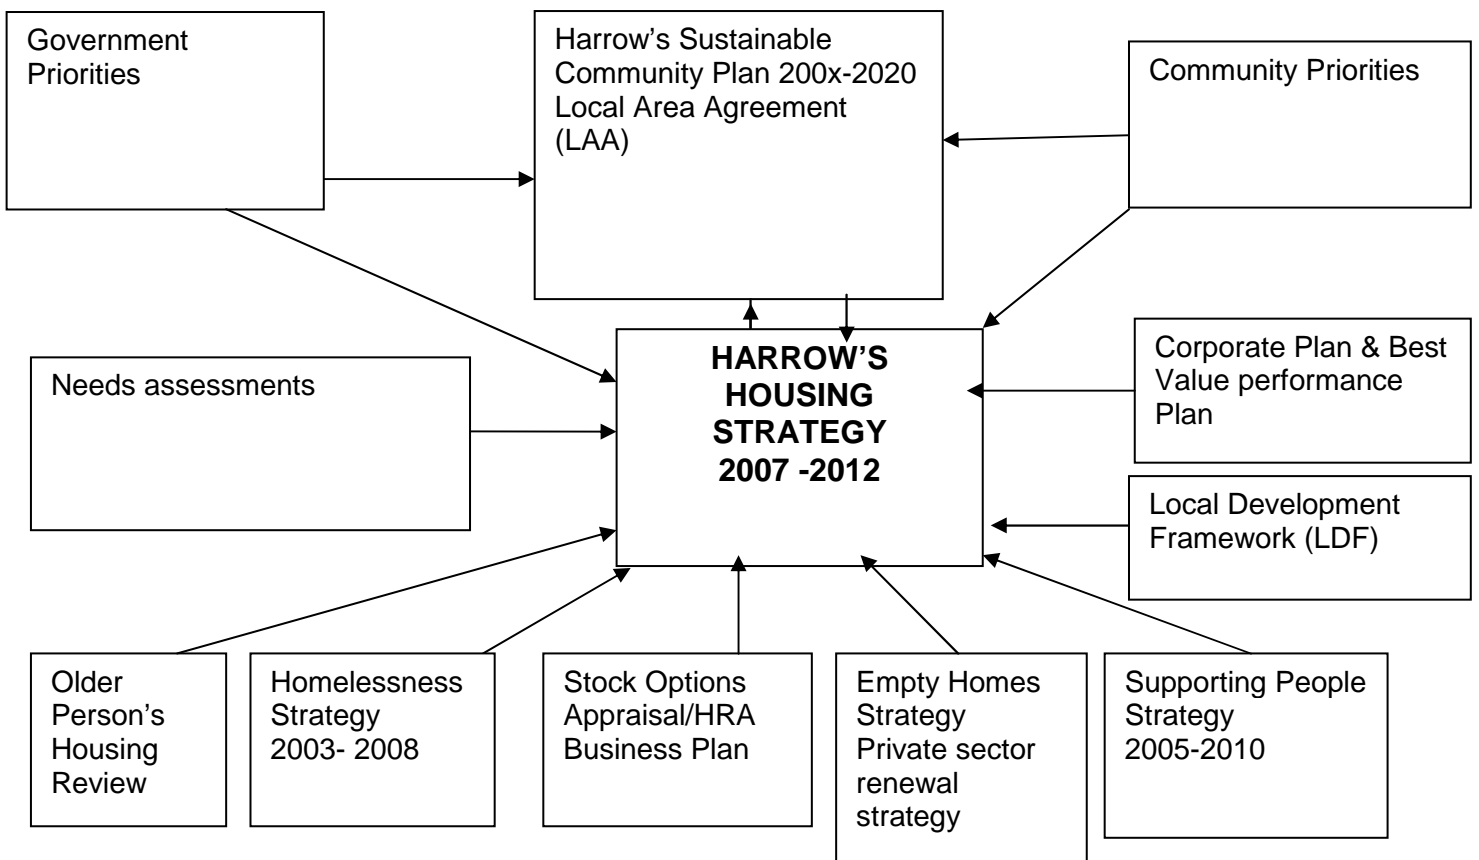 Government
Priorities
Harrow's Sustainable
Community Plan 200x-2020
Local Area Agreement
(LAA)
Community Priorities
Needs assessments
HARROW'S
HOUSING
STRATEGY
2007 -2012
Corporate Plan & Best
Value performance
Plan
Local Development
Framework (LDF)
Older
Person's
Housing
Review
Homelessness
Strategy
2003- 2008
Stock Options
Appraisal/HRA
Business Plan
Empty Homes
Strategy
Private sector
renewal
strategy
Supporting People
Strategy
2005-2010